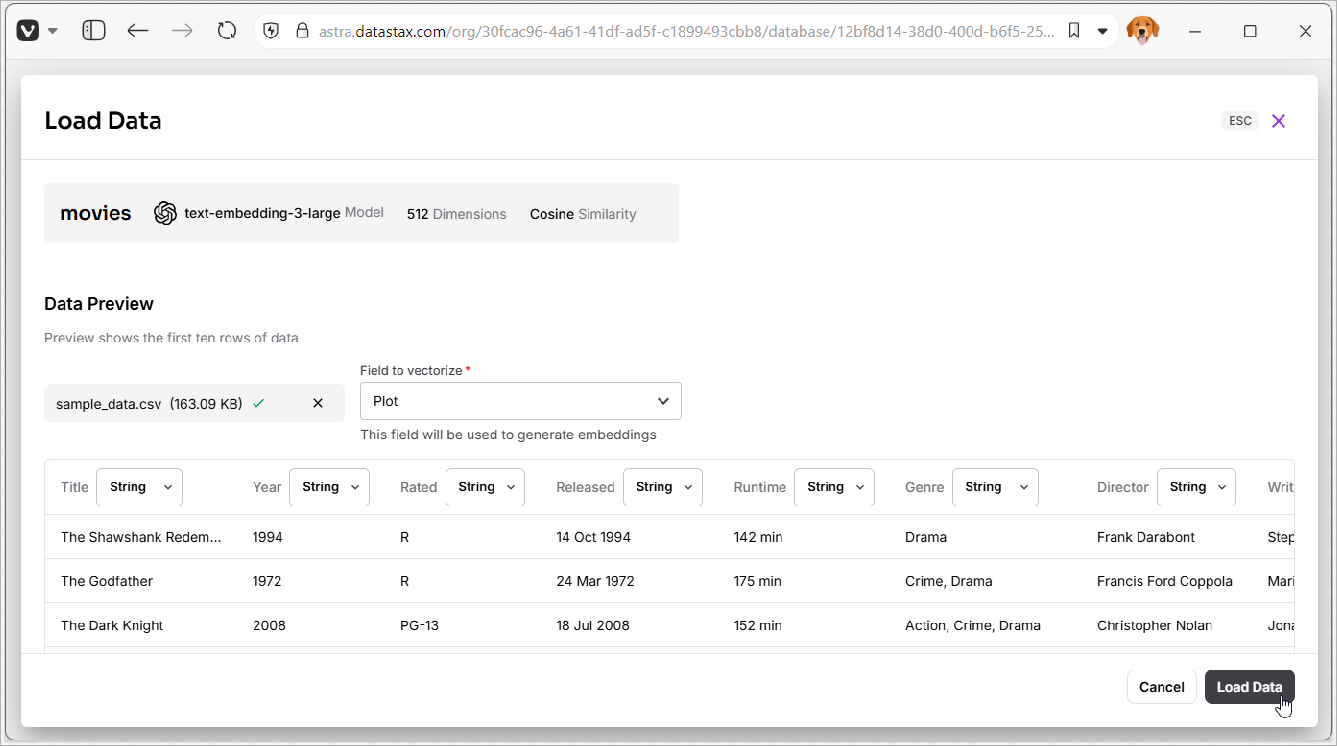 astra.datastax.com/org/30fcac96-4a61-41df-ad5f-c1899493cbb8/database/12bf8d14-38d0-400d-b6f5-25...
Load Data
ESC
movies text-embedding-3-large Model 512 Dimensions Cosine Similarity
Data Preview
Preview shows the first ten rows of data
Field to vectorize *
sample_data.csv (163.09 KB) Plot
This field will be used to generate embeddings
Title String Year String Rated String Released String Runtime String Genre String Director String Writ
The Shawshank Redem... 1994 R 14 Oct 1994 142 min Drama Frank Darabont Step
The Godfather 1972 R 24 Mar 1972 175 min Crime, Drama Francis Ford Coppola Mari
The Dark Knight 2008 PG-13 18 Jul 2008 152 min Action, Crime, Drama Christopher Nolan Jona
Cancel Load Data